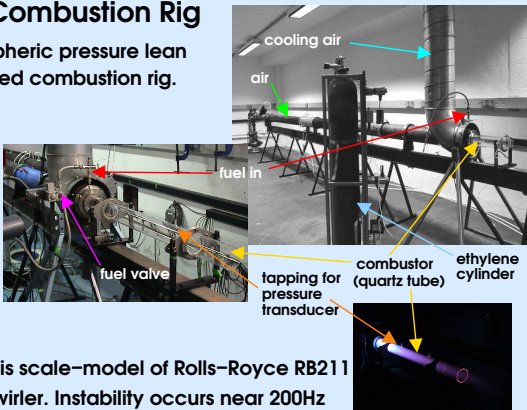 Combustion Rig
pheric pressure lean
ed combustion rig.
cooling air
air
fuel in
fuel valve
tapping for
pressure
transducer
combustor
(quartz tube)
ethylene
cylinder
is scale-model of Rolls-Royce RB211
wirler. Instability occurs near 200Hz